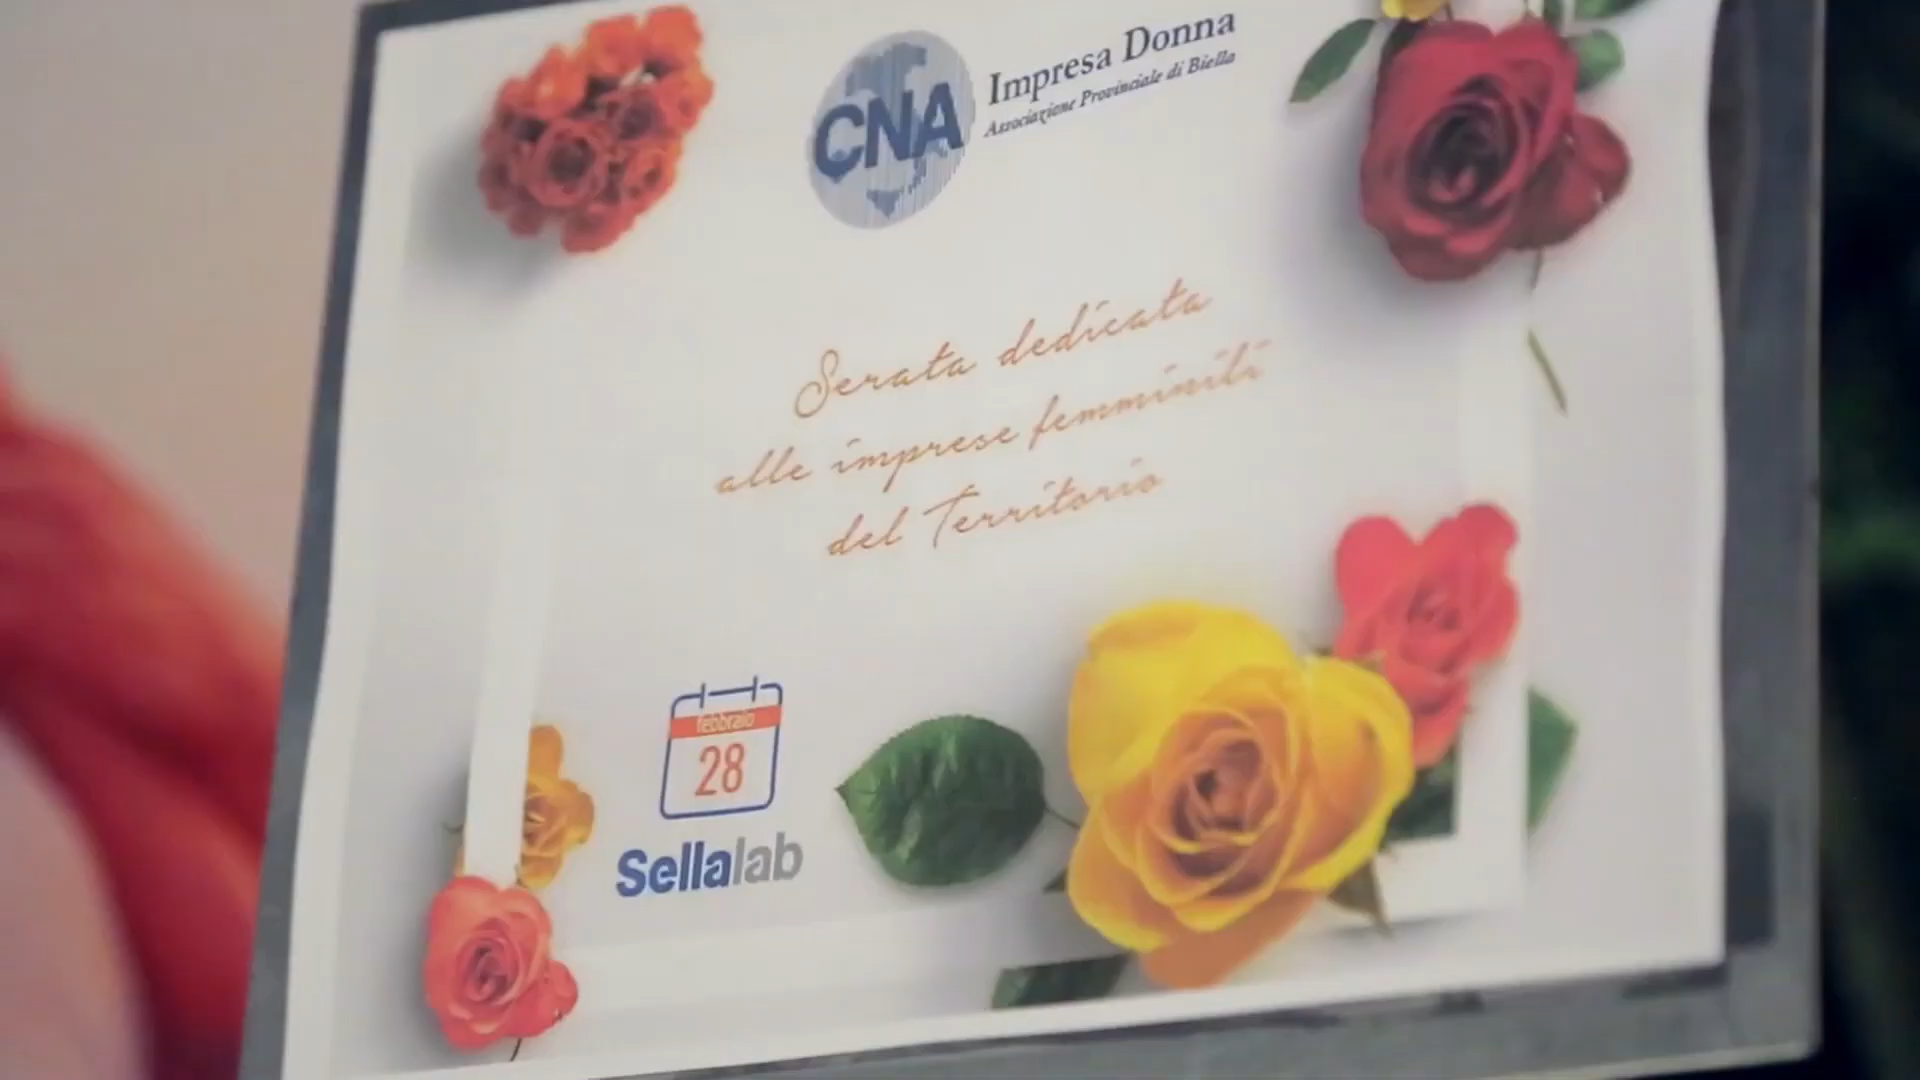 CNA
Impresa Donna
Associazione Provinciale di Biella
Serata dedicata
alle imprese femminili
del Territorio
febbraio
28
Sellalab